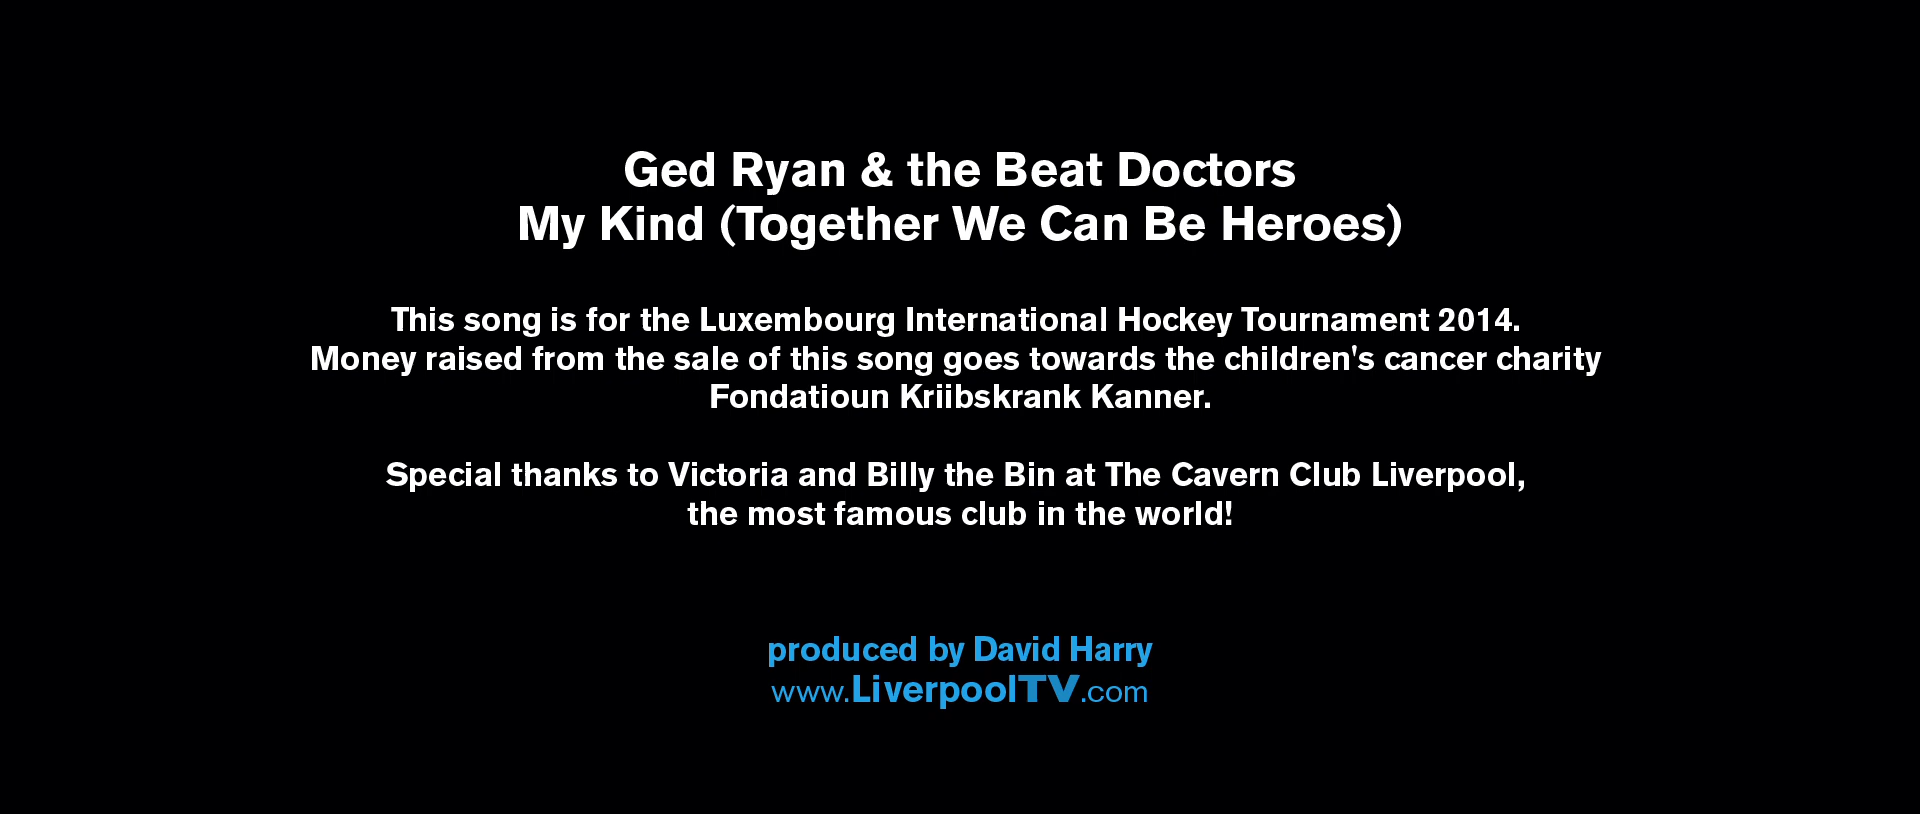 Ged Ryan & the Beat Doctors
My Kind (Together We Can Be Heroes)
This song is for the Luxembourg International Hockey Tournament 2014.
Money raised from the sale of this song goes towards the children's cancer charity
Fondatioun Kriibskrank Kanner.
Special thanks to Victoria and Billy the Bin at The Cavern Club Liverpool,
the most famous club in the world!
produced by David Harry
www.LiverpoolTV.com